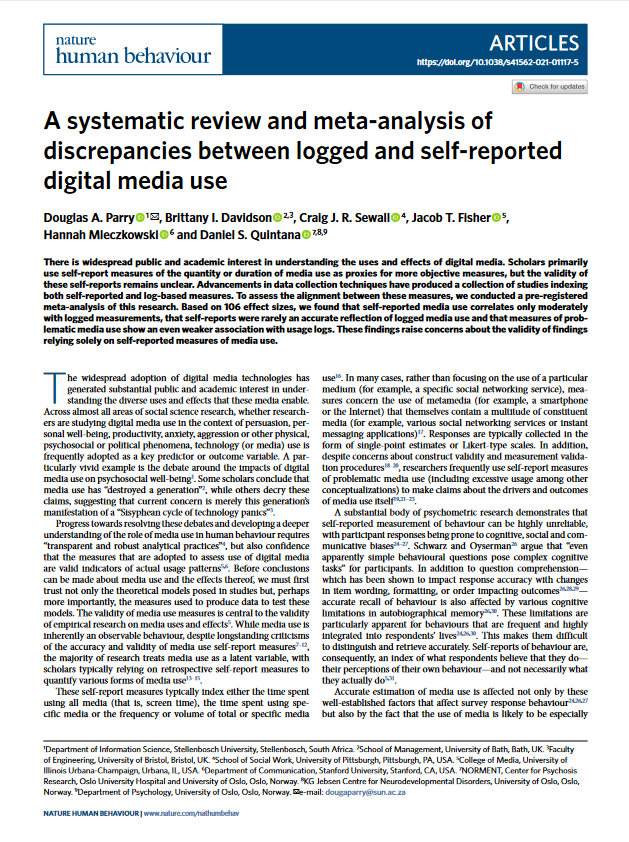 nature
human behaviour
ARTICLES
https://doi.org/10.1038/s41562-021-01117-5
Check for updates
A systematic review and meta-analysis of
discrepancies between logged and self-reported
digital media use
Douglas A. Parry 1✉, Brittany I. Davidson 2,3, Craig J. R. Sewall 4, Jacob T. Fisher 5,
Hannah Mieczkowski 6 and Daniel S. Quintana 7,8,9
There is widespread public and academic interest in understanding the uses and effects of digital media. Scholars primarily
use self-report measures of the quantity or duration of media use as proxies for more objective measures, but the validity of
these self-reports remains unclear. Advancements in data collection techniques have produced a collection of studies indexing
both self-reported and log-based measures. To assess the alignment between these measures, we conducted a pre-registered
meta-analysis of this research. Based on 106 effect sizes, we found that self-reported media use correlates only moderately
with logged measurements, that self-reports were rarely an accurate reflection of logged media use and that measures of prob-
lematic media use show an even weaker association with usage logs. These findings raise concerns about the validity of findings
relying solely on self-reported measures of media use.
The widespread adoption of digital media technologies has
generated substantial public and academic interest in under-
standing the diverse uses and effects that these media enable.
Across almost all areas of social science research, whether research-
ers are studying digital media use in the context of persuasion, per-
sonal well-being, productivity, anxiety, aggression or other physical,
psychosocial or political phenomena, technology (or media) use is
frequently adopted as a key predictor or outcome variable. A par-
ticularly vivid example is the debate around the impacts of digital
media use on psychosocial well-being1. Some scholars conclude that
media use has “destroyed a generation”2, while others decry these
claims, suggesting that current concern is merely this generation’s
manifestation of a “Sisyphean cycle of technology panics”3.
Progress towards resolving these debates and developing a deeper
understanding of the role of media use in human behaviour requires
“transparent and robust analytical practices”4, but also confidence
that the measures that are adopted to assess use of digital media
are valid indicators of actual usage patterns5,6. Before conclusions
can be made about media use and the effects thereof, we must first
trust not only the theoretical models posed in studies but, perhaps
more importantly, the measures used to produce data to test these
models. The validity of media use measures is central to the validity
of empirical research on media uses and effects5. While media use is
inherently an observable behaviour, despite longstanding criticisms
of the accuracy and validity of media use self-report measures7–12,
the majority of research treats media use as a latent variable, with
scholars typically relying on retrospective self-report measures to
quantify various forms of media use13–15.
These self-report measures typically index either the time spent
using all media (that is, screen time), the time spent using spe-
cific media or the frequency or volume of total or specific media
use16. In many cases, rather than focusing on the use of a particular
medium (for example, a specific social networking service), mea-
sures concern the use of metamedia (for example, a smartphone
or the Internet) that themselves contain a multitude of constituent
media (for example, various social networking services or instant
messaging applications)17. Responses are typically collected in the
form of single-point estimates or Likert-type scales. In addition,
despite concerns about construct validity and measurement valida-
tion procedures18–20, researchers frequently use self-report measures
of problematic media use (including excessive usage among other
conceptualizations) to make claims about the drivers and outcomes
of media use itself19,21–23.
A substantial body of psychometric research demonstrates that
self-reported measurement of behaviour can be highly unreliable,
with participant responses being prone to cognitive, social and com-
municative biases24–27. Schwarz and Oyserman26 argue that “even
apparently simple behavioural questions pose complex cognitive
tasks” for participants. In addition to question comprehension—
which has been shown to impact response accuracy with changes
in item wording, formatting, or order impacting outcomes26,28,29—
accurate recall of behaviour is also affected by various cognitive
limitations in autobiographical memory26,30. These limitations are
particularly apparent for behaviours that are frequent and highly
integrated into respondents’ lives24,26,30. This makes them difficult
to distinguish and retrieve accurately. Self-reports of behaviour are,
consequently, an index of what respondents believe that they do—
their perceptions of their own behaviour—and not necessarily what
they actually do5,31.
Accurate estimation of media use is affected not only by these
well-established factors that affect survey response behaviour24,26,27
but also by the fact that the use of media is likely to be especially
1Department of Information Science, Stellenbosch University, Stellenbosch, South Africa. 2School of Management, University of Bath, Bath, UK. 3Faculty
of Engineering, University of Bristol, Bristol, UK. 4School of Social Work, University of Pittsburgh, Pittsburgh, PA, USA. 5College of Media, University of
Illinois Urbana-Champaign, Urbana, IL, USA. 6Department of Communication, Stanford University, Stanford, CA, USA. 7NORMENT, Center for Psychosis
Research, Oslo University Hospital and University of Oslo, Oslo, Norway. 8KG Jebsen Centre for Neurodevelopmental Disorders, University of Oslo, Oslo,
Norway. 9Department of Psychology, University of Oslo, Oslo, Norway. ✉e-mail: dougaparry@sun.ac.za
NATURE HUMAN BEHAVIOUR | www.nature.com/nathumbehav